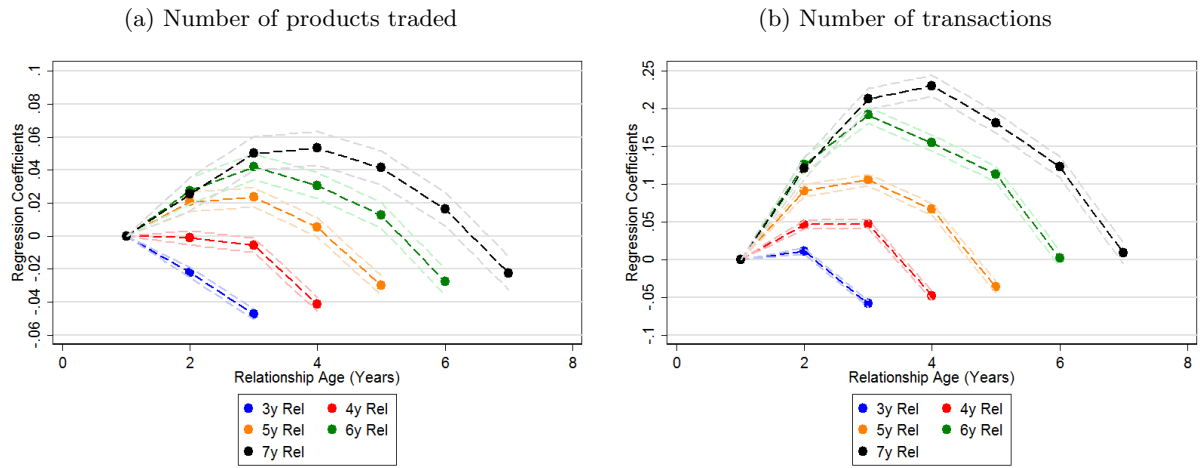 (a) Number of products traded
Regression Coefficients
.1
.08
.06
.04
.02
0
-.02
-.04
-.06
0 2 4 6 8
Relationship Age (Years)
3y Rel 4y Rel
5y Rel 6y Rel
7y Rel
(b) Number of transactions
Regression Coefficients
.25
.2
.15
.1
.05
0
-.05
-.1
0 2 4 6 8
Relationship Age (Years)
3y Rel 4y Rel
5y Rel 6y Rel
7y Rel